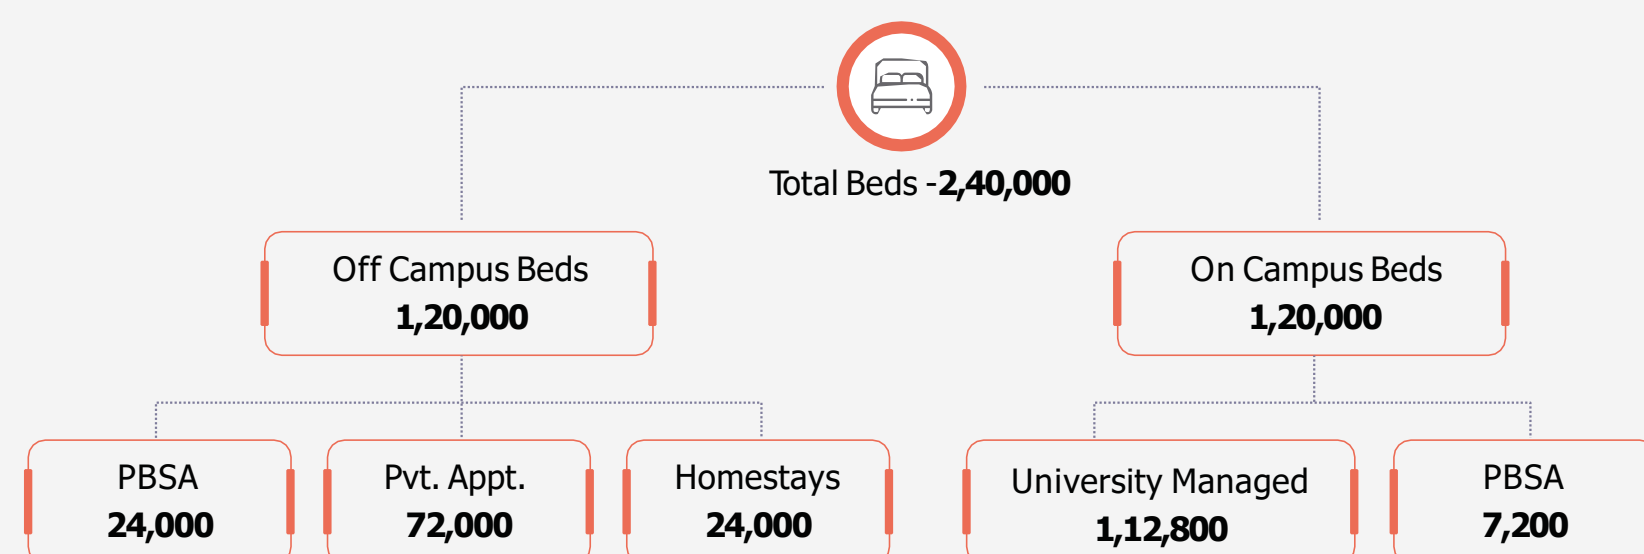 Total Beds -2,40,000
Off Campus Beds
1,20,000
On Campus Beds
1,20,000
PBSA
24,000
Pvt. Appt.
72,000
Homestays
24,000
University Managed
1,12,800
PBSA
7,200